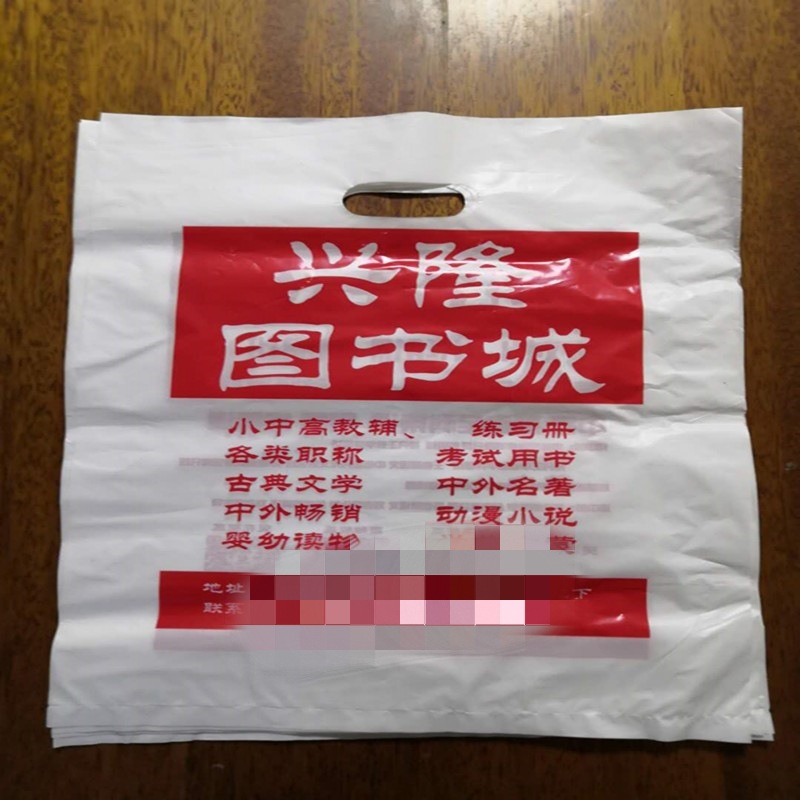 兴隆
图书城
小中高教辅、 练习册
各类职称 考试用书
古典文学 中外名著
中外畅销 动漫小说
婴幼读物
地址 下
联系